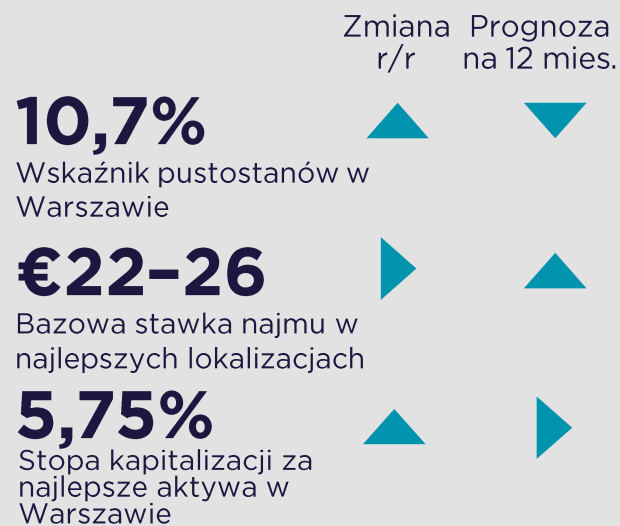 Zmiana
r/r
Prognoza
na 12 mies.
10,7%
Wskaźnik pustostanów w
Warszawie
€22–26
Bazowa stawka najmu w
najlepszych lokalizacjach
5,75%
Stopa kapitalizacji za
najlepsze aktywa w
Warszawie